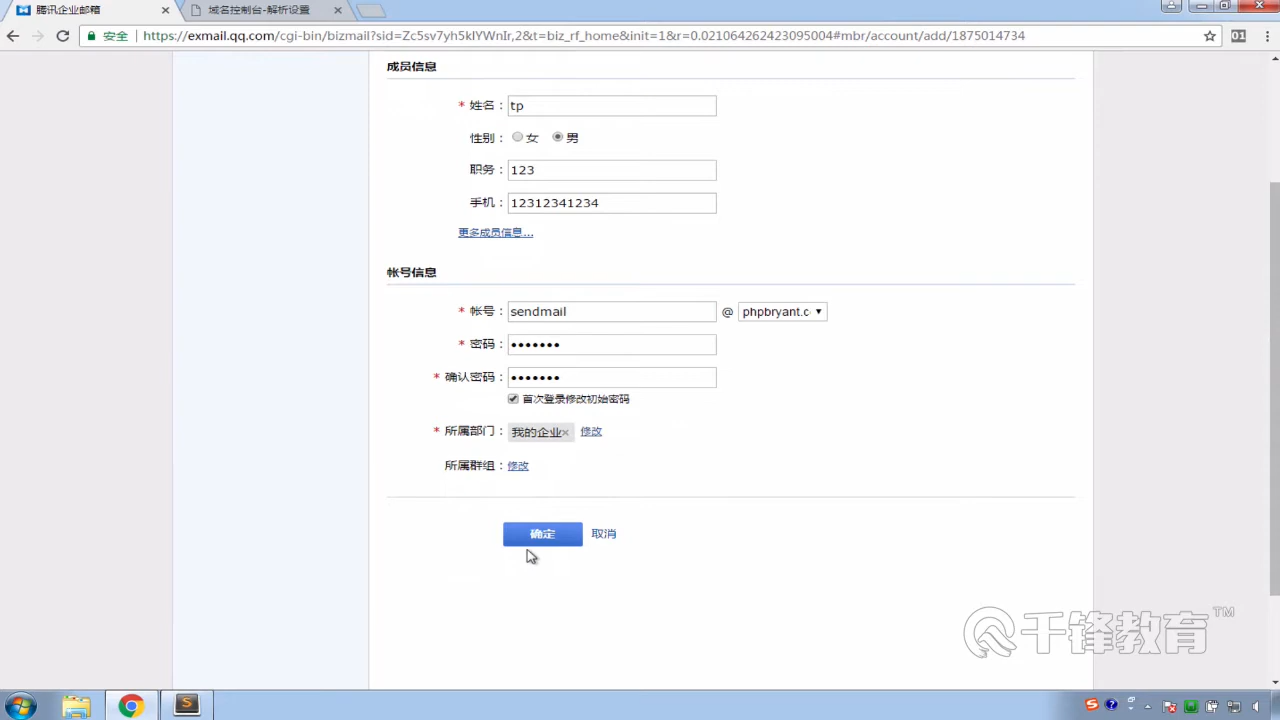 腾讯企业邮箱
域名控制台-解析设置
安全 https://exmail.qq.com/cgi-bin/bizmail?sid=Zc5sv7yh5kIYWnIr,2&t=biz_rf_home&init=1&r=0.021064262423095004#mbr/account/add/1875014734
01
成员信息
* 姓名： tp
性别： 女 男
职务： 123
手机： 12312341234
更多成员信息...
帐号信息
* 帐号： sendmail @ phpbryant.c
* 密码： •••••••
* 确认密码： •••••••
首次登录修改初始密码
* 所属部门： 我的企业× 修改
所属群组： 修改
确定 取消
千锋教育 TM